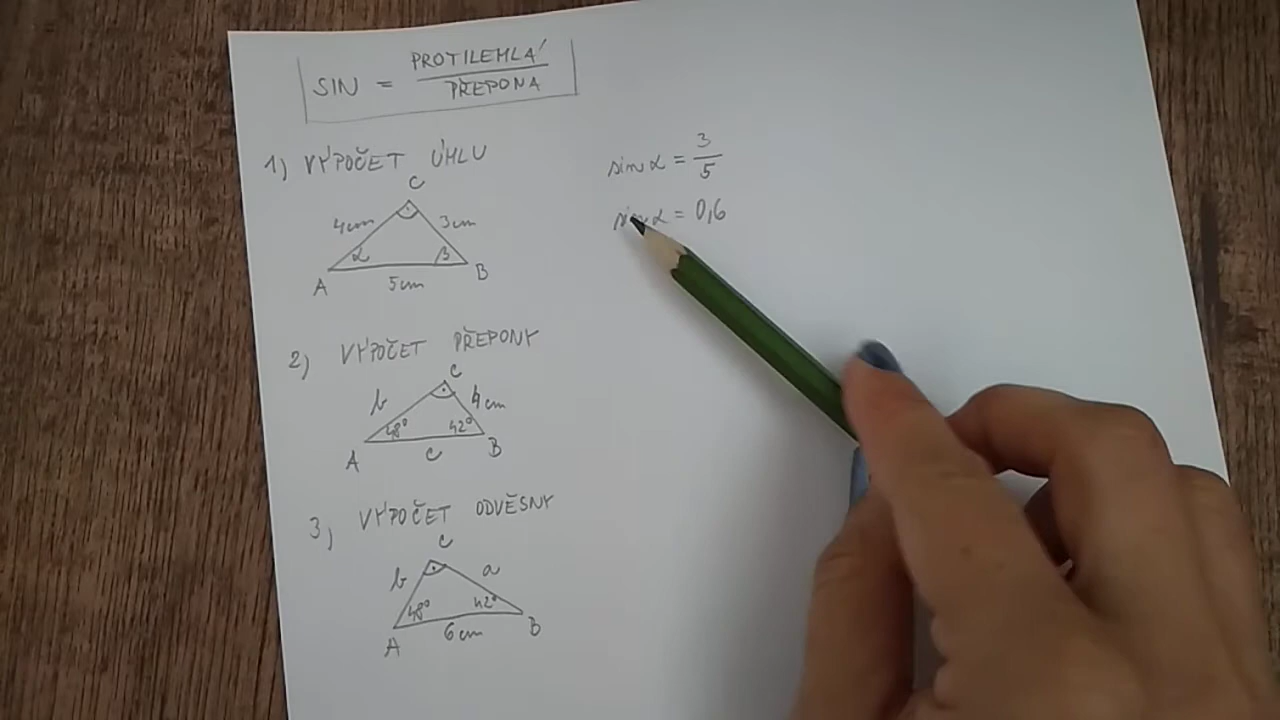 SIN = PROTILEHLÁ
PŘEPONA
1) VÝPOČET ÚHLU
C
4cm 3cm
α β
A 5cm B
sin α = 3
5
sin α = 0,6
2) VÝPOČET PŘEPONY
C
b 4cm
48° 42°
A c B
3) VÝPOČET ODVĚSNY
C
b a
48° 42°
A 6cm B